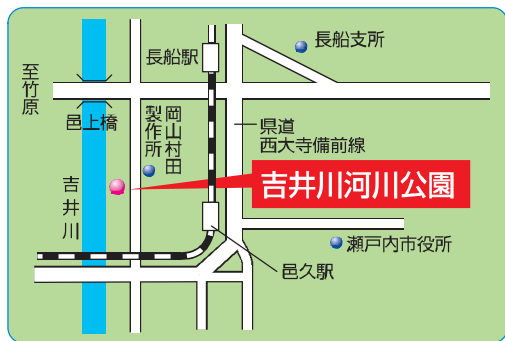 長船駅
長船支所
至竹原
邑上橋
岡山村田
製作所
県道
西大寺備前線
吉井川
吉井川河川公園
瀬戸内市役所
邑久駅